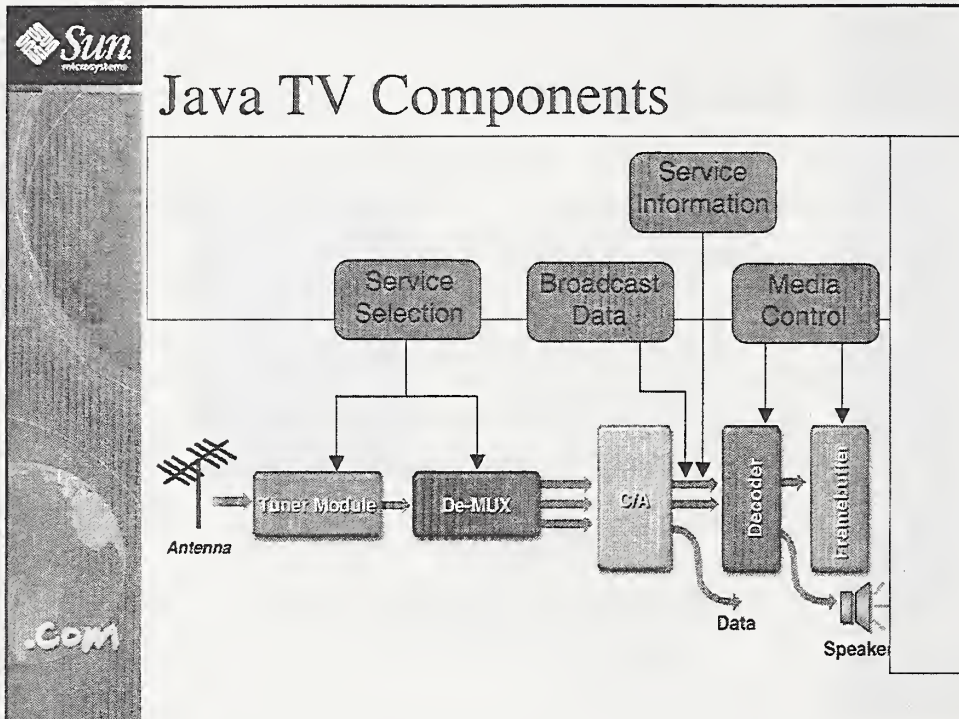 Sun
microsystems
Java TV Components
Service
Information
Service
Selection
Broadcast
Data
Media
Control
Antenna
Tuner Module
De-MUX
C/A
Decoder
Framebuffer
Data
Speake
.Com